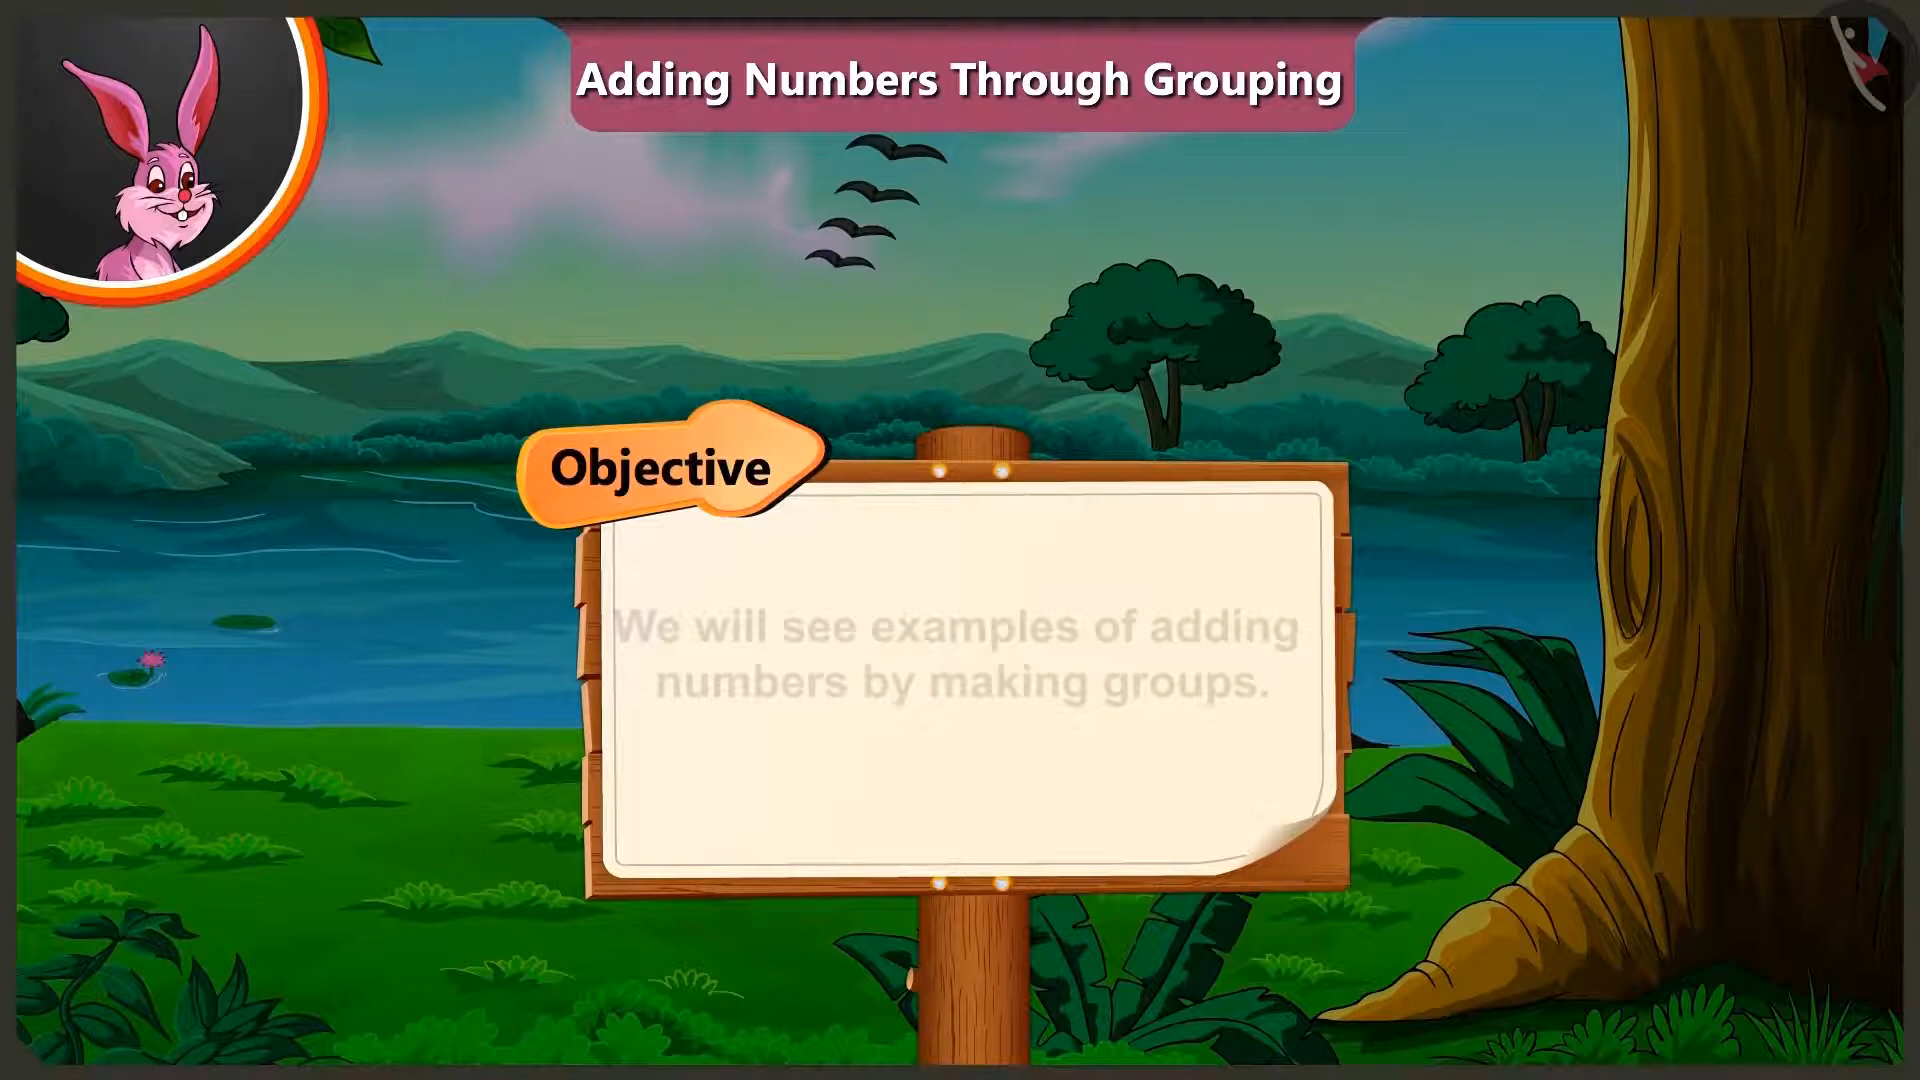 Adding Numbers Through Grouping
Objective
We will see examples of adding
numbers by making groups.